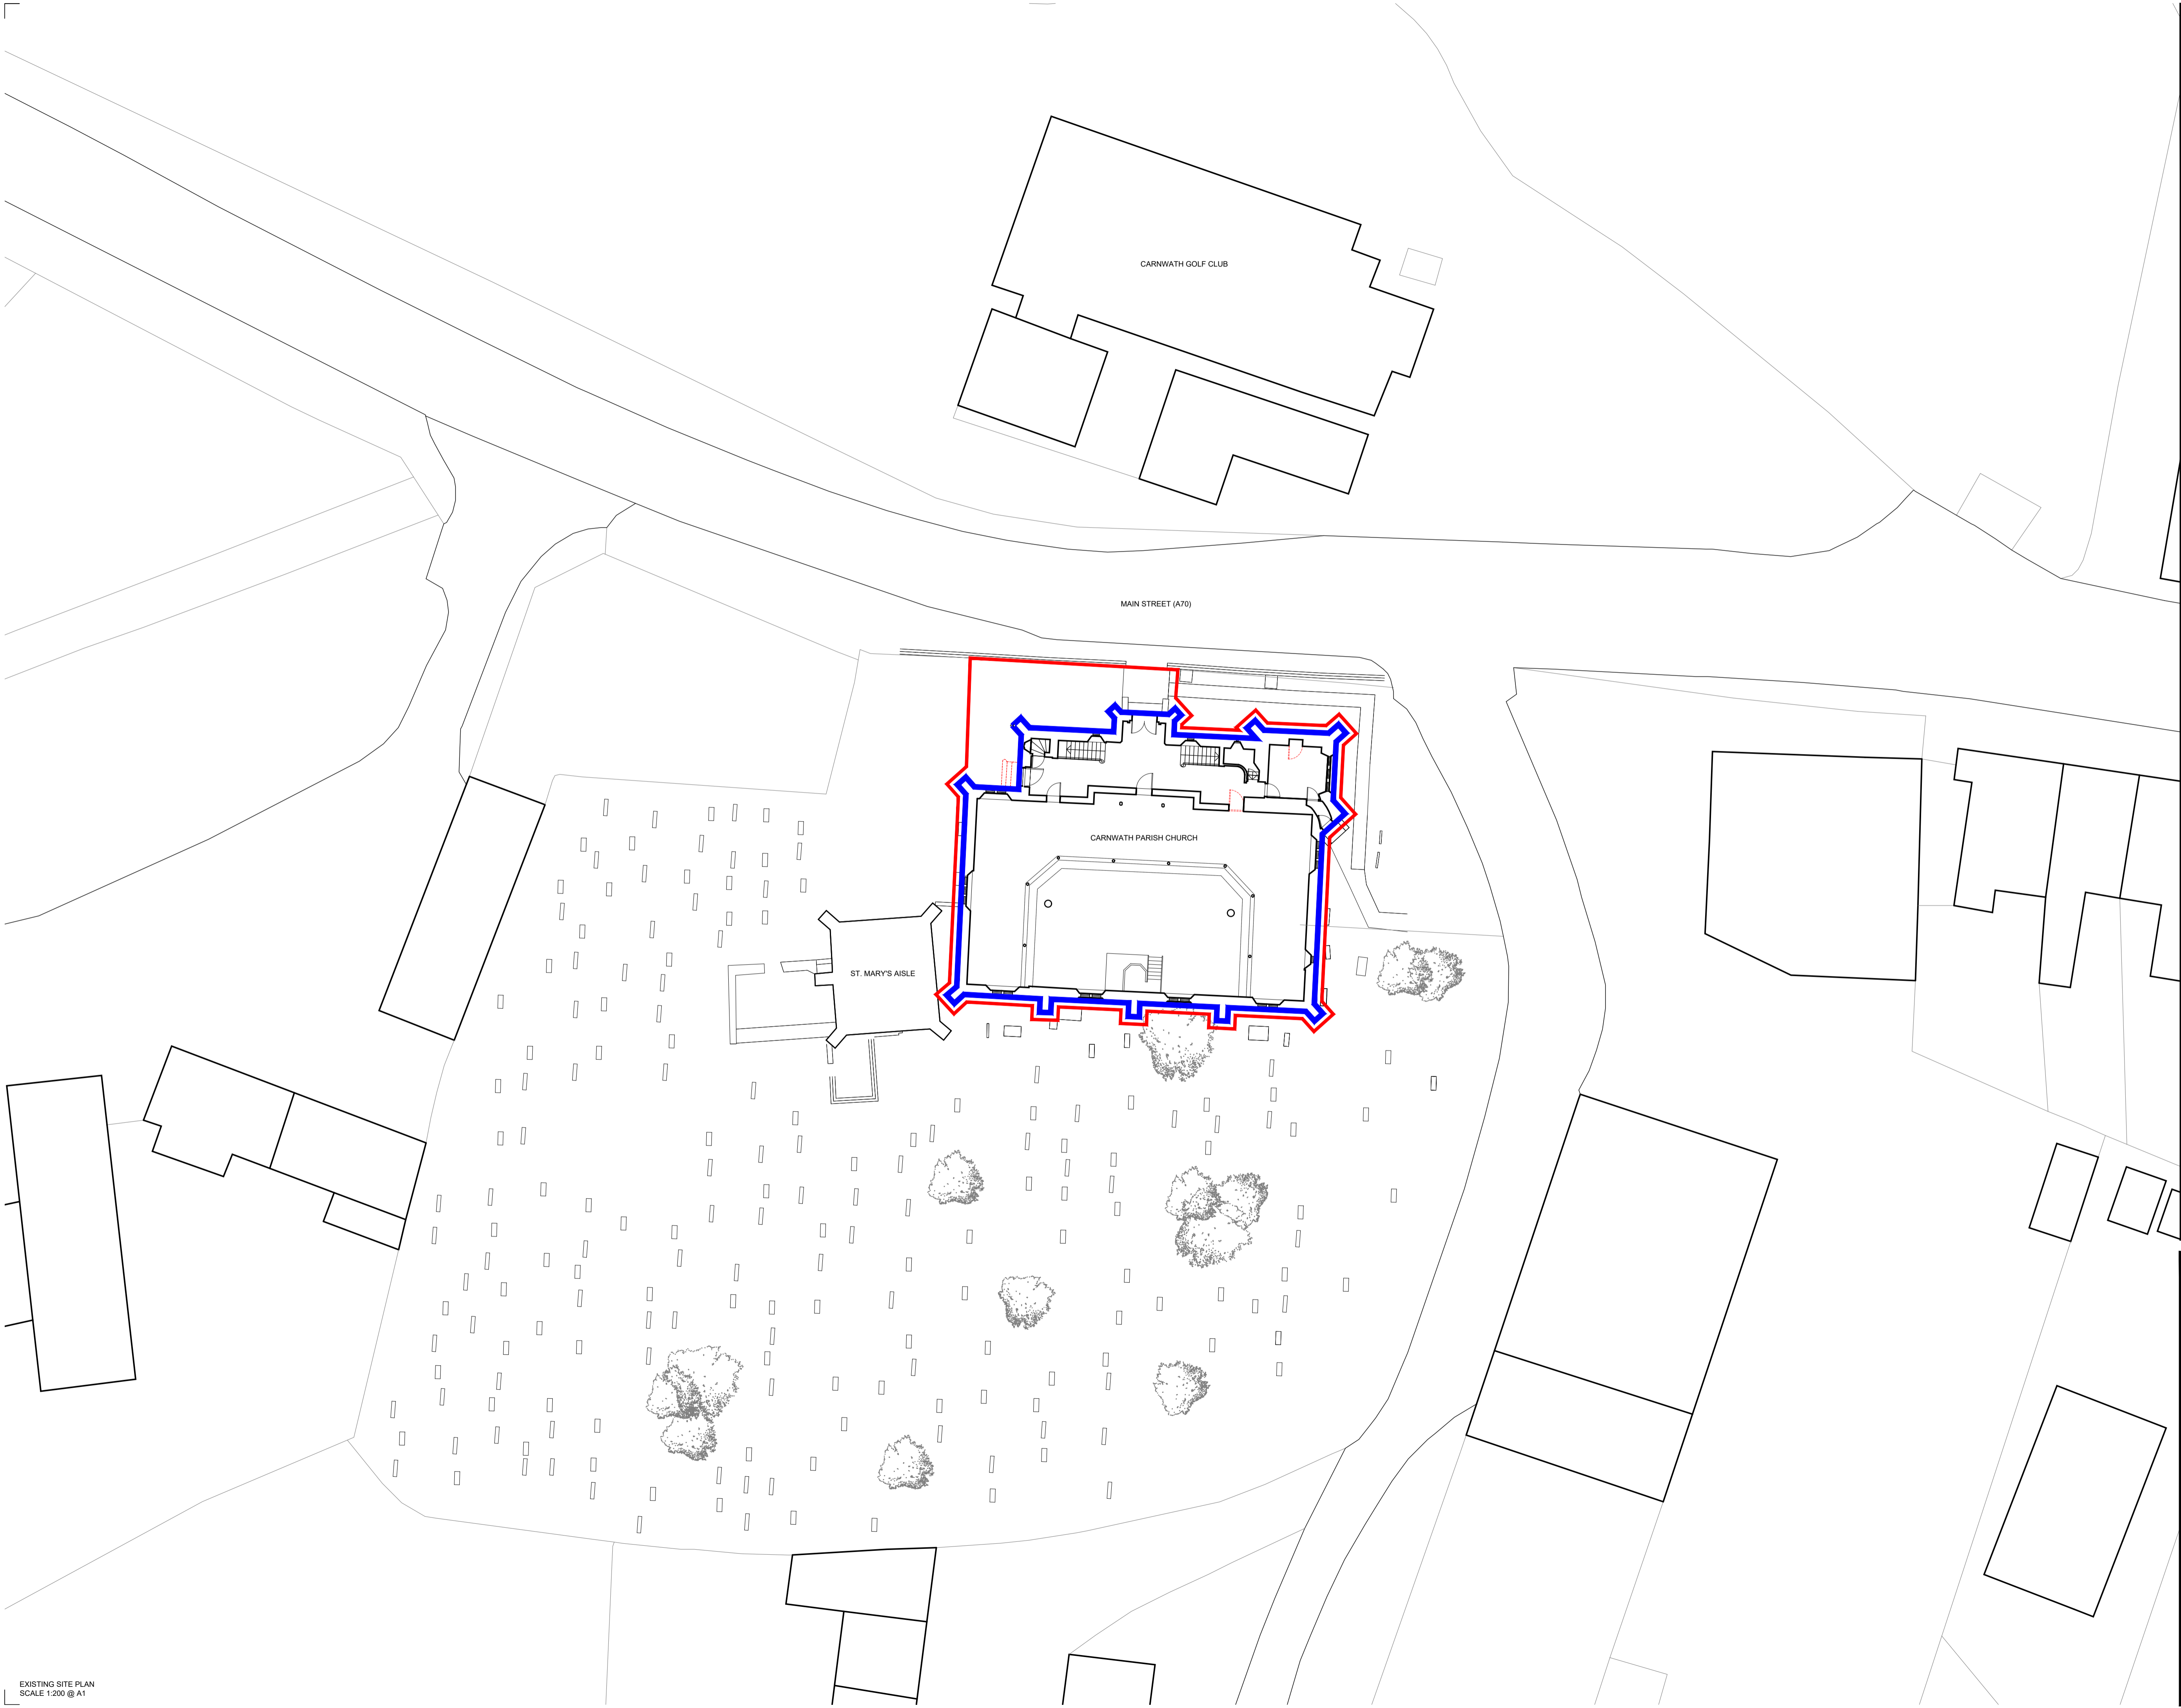 CARNWATH GOLF CLUB
MAIN STREET (A70)
CARNWATH PARISH CHURCH
ST. MARY'S AISLE
EXISTING SITE PLAN
SCALE 1:200 @ A1